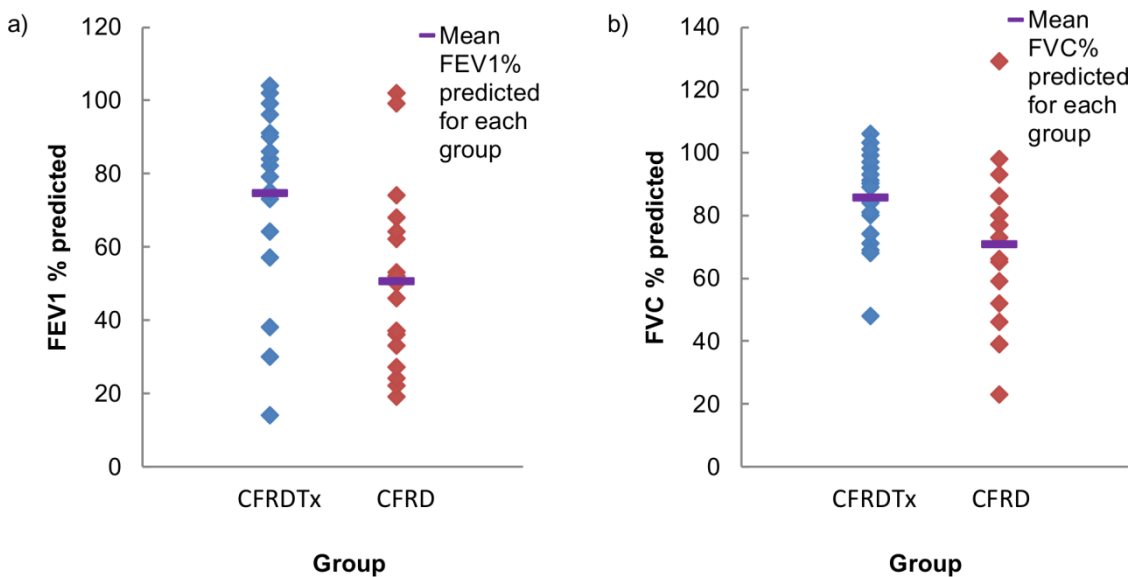 a)
120
100
80
60
40
20
0
FEV1 % predicted
Mean
FEV1%
predicted
for each
group
CFRDTx CFRD
Group
b)
140
120
100
80
60
40
20
0
FVC % predicted
Mean
FVC%
predicted
for each
group
CFRDTx CFRD
Group